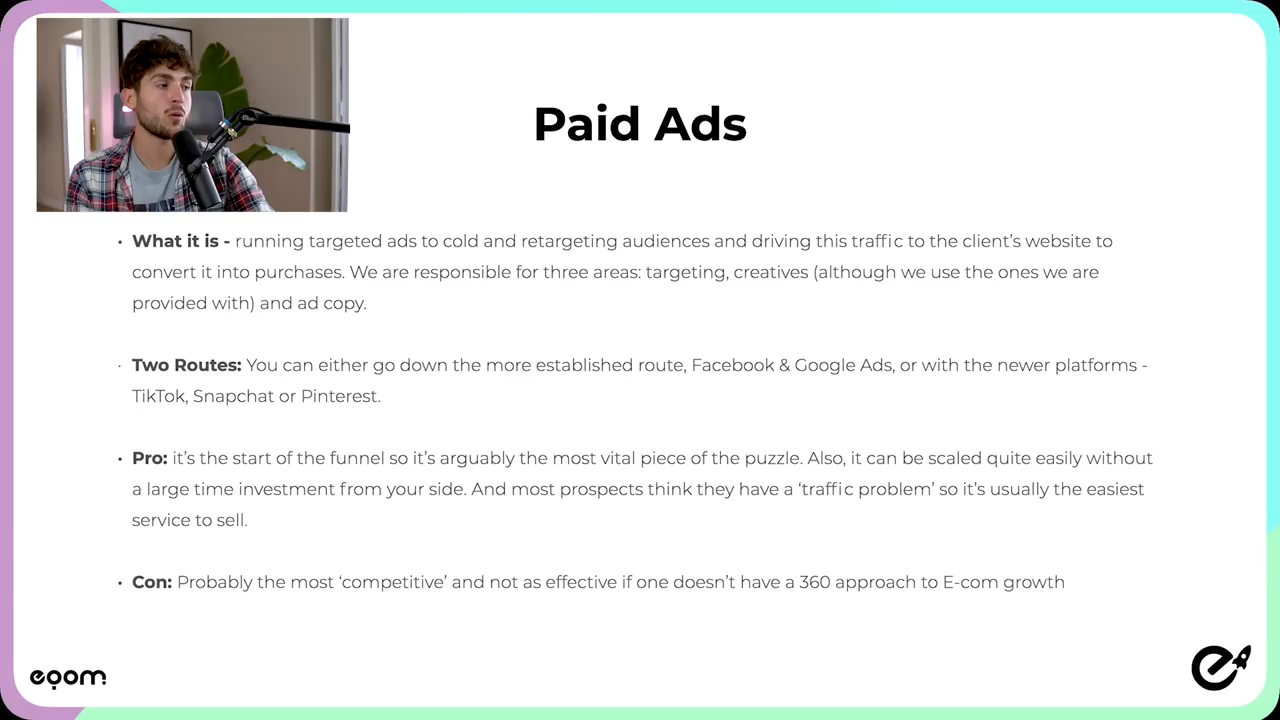 Paid Ads
• What it is - running targeted ads to cold and retargeting audiences and driving this traffic to the client's website to
convert it into purchases. We are responsible for three areas: targeting, creatives (although we use the ones we are
provided with) and ad copy.
· Two Routes: You can either go down the more established route, Facebook & Google Ads, or with the newer platforms -
TikTok, Snapchat or Pinterest.
• Pro: it's the start of the funnel so it's arguably the most vital piece of the puzzle. Also, it can be scaled quite easily without
a large time investment from your side. And most prospects think they have a 'traffic problem' so it's usually the easiest
service to sell.
• Con: Probably the most 'competitive' and not as effective if one doesn't have a 360 approach to E-com growth
eqom
e